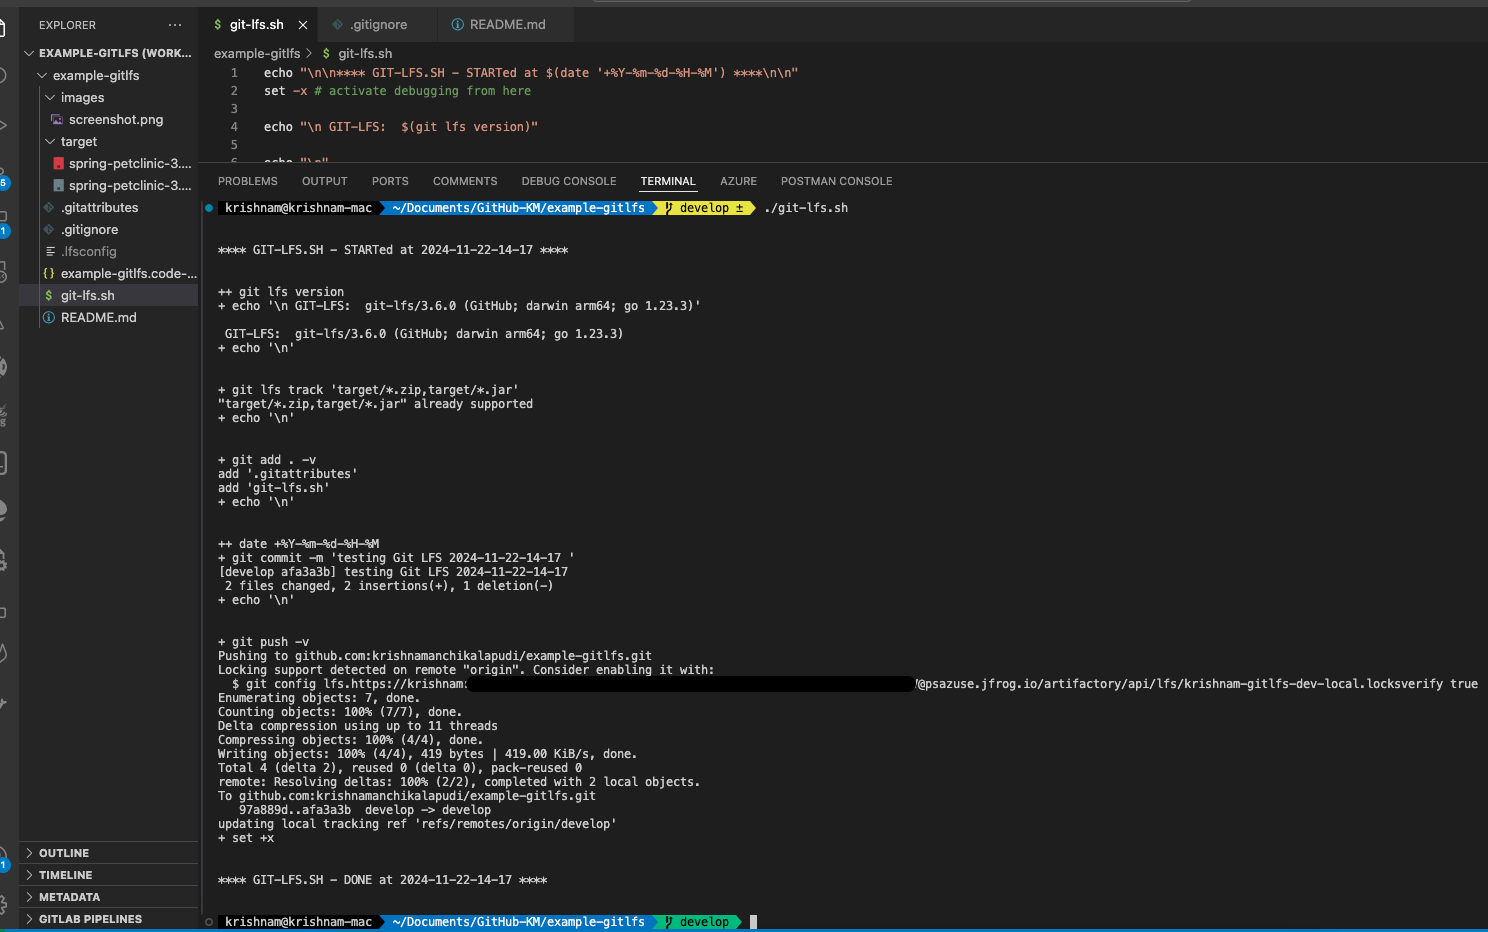 EXPLORER
EXAMPLE-GITLFS (WORK...
example-gitlfs
images
screenshot.png
target
spring-petclinic-3....
spring-petclinic-3....
.gitattributes
.gitignore
.lfsconfig
{} example-gitlfs.code-...
$ git-lfs.sh
README.md
OUTLINE
TIMELINE
METADATA
GITLAB PIPELINES
5
1
1
$ git-lfs.sh
.gitignore
README.md
example-gitlfs > $ git-lfs.sh
1 echo "\n\n**** GIT-LFS.SH - STARTed at $(date '+%Y-%m-%d-%H-%M') ****\n\n"
2 set -x # activate debugging from here
3
4 echo "\n GIT-LFS:  $(git lfs version)"
5
6 echo "\n"
PROBLEMS OUTPUT PORTS COMMENTS DEBUG CONSOLE TERMINAL AZURE POSTMAN CONSOLE
krishnam@krishnam-mac ~/Documents/GitHub-KM/example-gitlfs develop ± ./git-lfs.sh
**** GIT-LFS.SH - STARTed at 2024-11-22-14-17 ****
++ git lfs version
+ echo '\n GIT-LFS:  git-lfs/3.6.0 (GitHub; darwin arm64; go 1.23.3)'
GIT-LFS:  git-lfs/3.6.0 (GitHub; darwin arm64; go 1.23.3)
+ echo '\n'
+ git lfs track 'target/*.zip,target/*.jar'
"target/*.zip,target/*.jar" already supported
+ echo '\n'
+ git add . -v
add '.gitattributes'
add 'git-lfs.sh'
+ echo '\n'
++ date +%Y-%m-%d-%H-%M
+ git commit -m 'testing Git LFS 2024-11-22-14-17 '
[develop afa3a3b] testing Git LFS 2024-11-22-14-17
2 files changed, 2 insertions(+), 1 deletion(-)
+ echo '\n'
+ git push -v
Pushing to github.com:krishnamanchikalapudi/example-gitlfs.git
Locking support detected on remote "origin". Consider enabling it with:
$ git config lfs.https://krishnam: @psazuse.jfrog.io/artifactory/api/lfs/krishnam-gitlfs-dev-local.locksverify true
Enumerating objects: 7, done.
Counting objects: 100% (7/7), done.
Delta compression using up to 11 threads
Compressing objects: 100% (4/4), done.
Writing objects: 100% (4/4), 419 bytes | 419.00 KiB/s, done.
Total 4 (delta 2), reused 0 (delta 0), pack-reused 0
remote: Resolving deltas: 100% (2/2), completed with 2 local objects.
To github.com:krishnamanchikalapudi/example-gitlfs.git
97a889d..afa3a3b  develop -> develop
updating local tracking ref 'refs/remotes/origin/develop'
+ set +x
**** GIT-LFS.SH - DONE at 2024-11-22-14-17 ****
krishnam@krishnam-mac ~/Documents/GitHub-KM/example-gitlfs develop